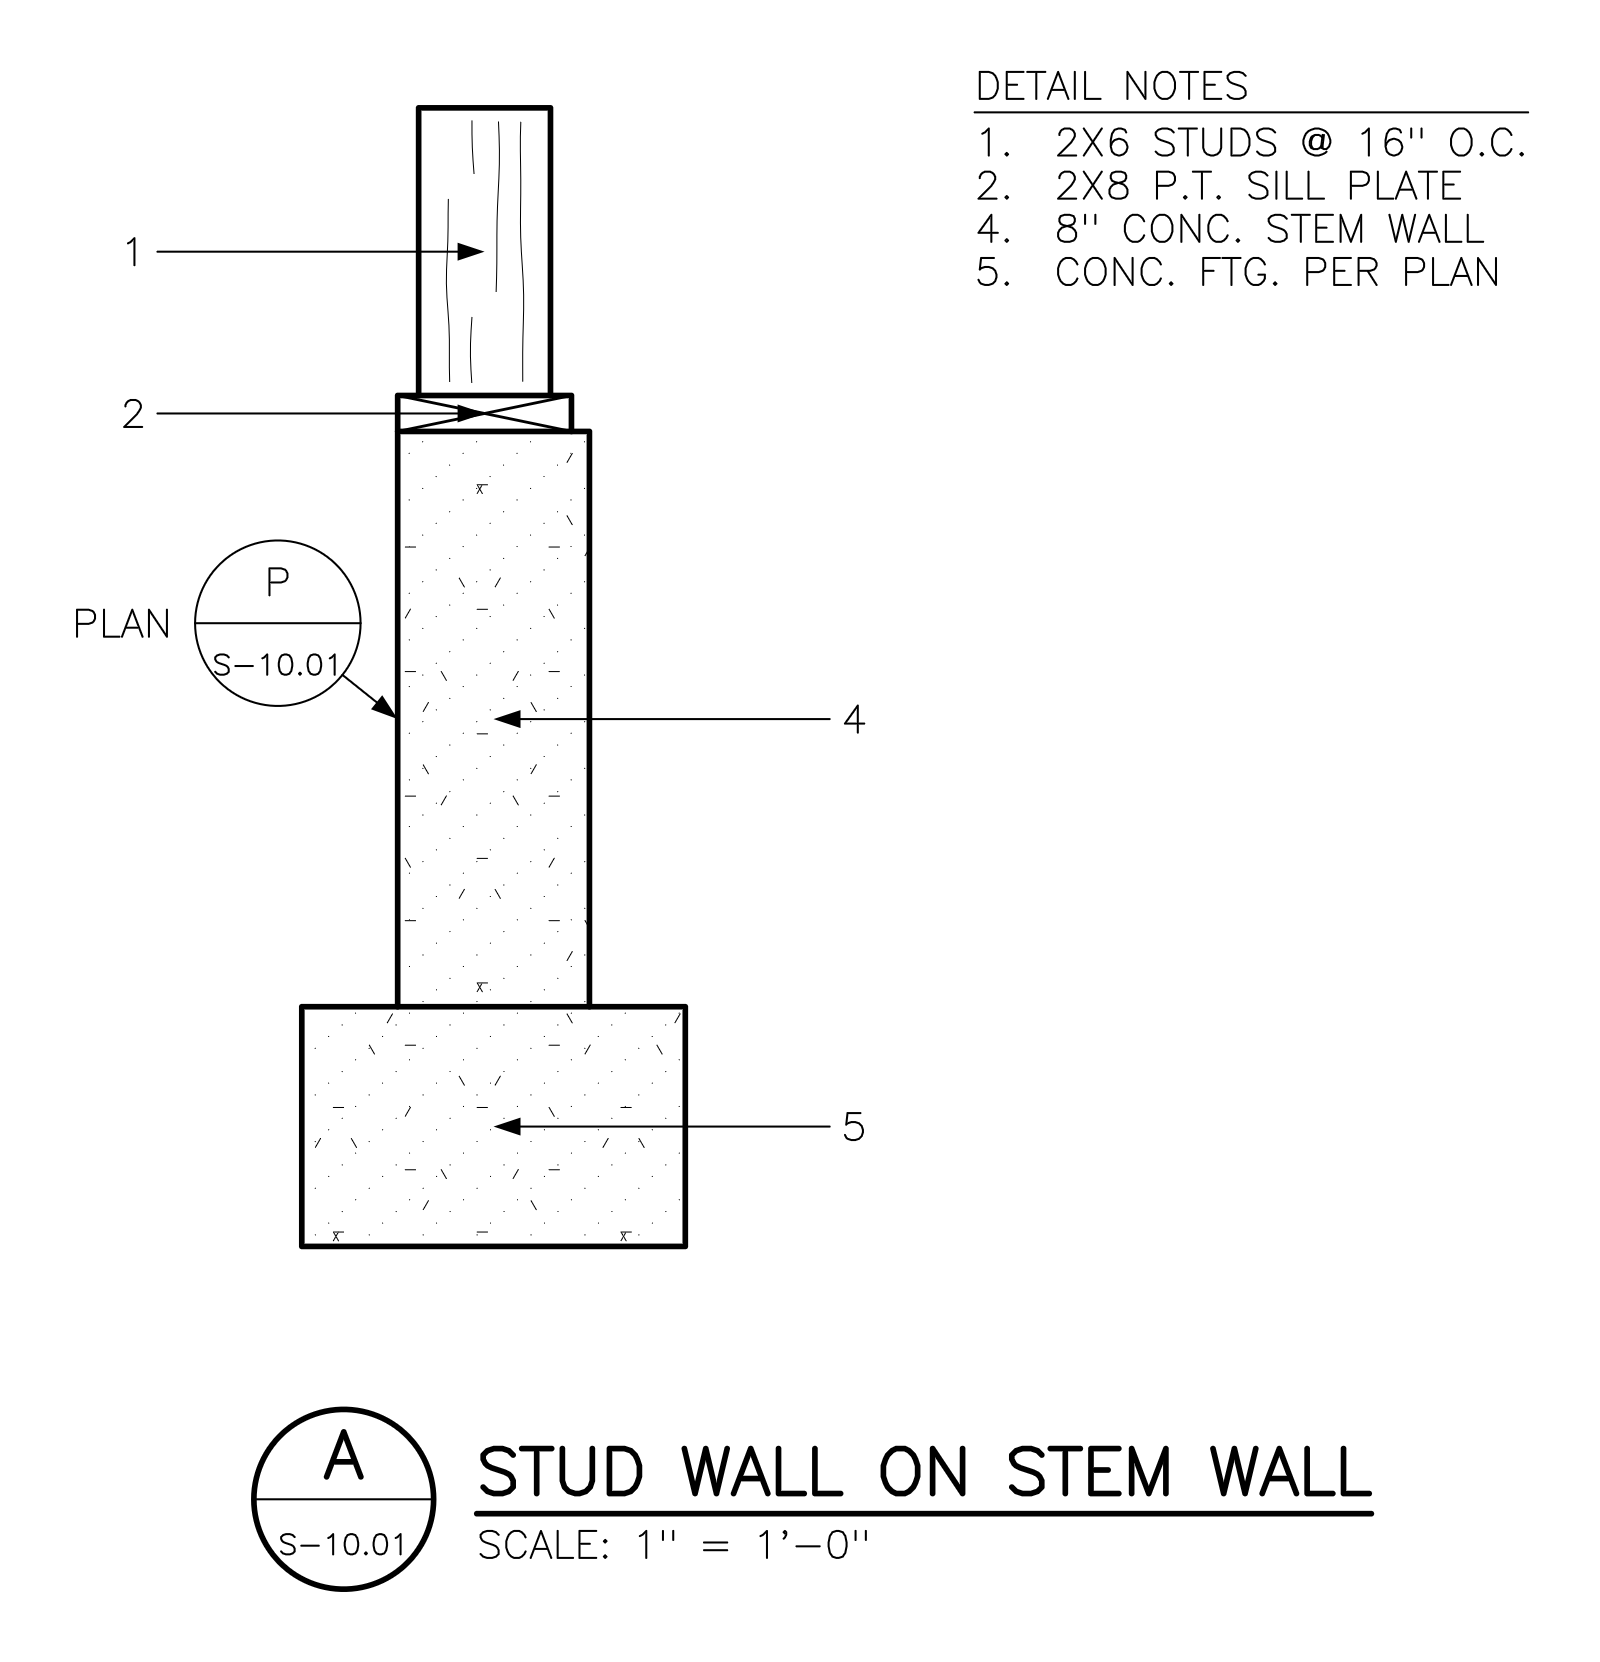 DETAIL NOTES
1. 2X6 STUDS @ 16" O.C.
2. 2X8 P.T. SILL PLATE
4. 8" CONC. STEM WALL
5. CONC. FTG. PER PLAN
1
2
P
PLAN
S-10.01
4
5
A
S-10.01
STUD WALL ON STEM WALL
SCALE: 1" = 1'-0"